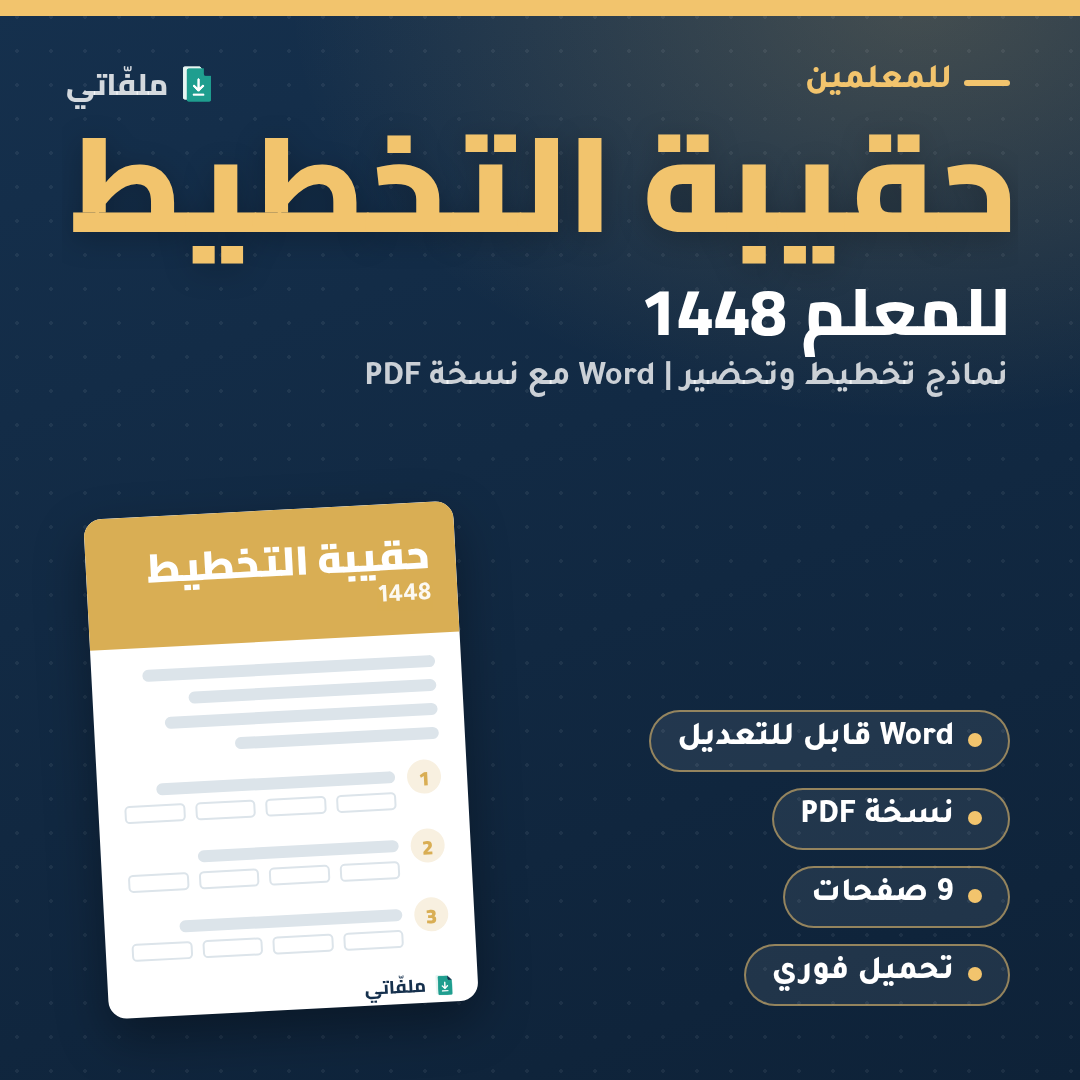 للمعلمين
ملفّاتي
حقيبة التخطيط
للمعلم 1448
نماذج تخطيط وتحضير | Word مع نسخة PDF
حقيبة التخطيط
1448
1
2
3
ملفّاتي
Word قابل للتعديل
نسخة PDF
9 صفحات
تحميل فوري